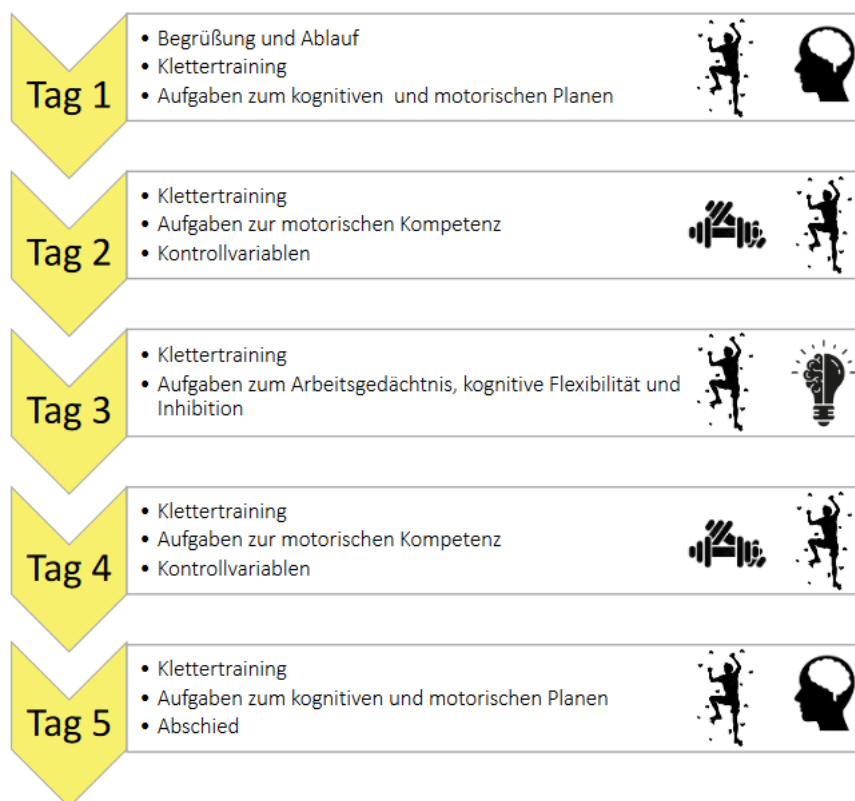 Tag 1
• Begrüßung und Ablauf
• Klettertraining
• Aufgaben zum kognitiven und motorischen Planen
Tag 2
• Klettertraining
• Aufgaben zur motorischen Kompetenz
• Kontrollvariablen
Tag 3
• Klettertraining
• Aufgaben zum Arbeitsgedächtnis, kognitive Flexibilität und
Inhibition
Tag 4
• Klettertraining
• Aufgaben zur motorischen Kompetenz
• Kontrollvariablen
Tag 5
• Klettertraining
• Aufgaben zum kognitiven und motorischen Planen
• Abschied